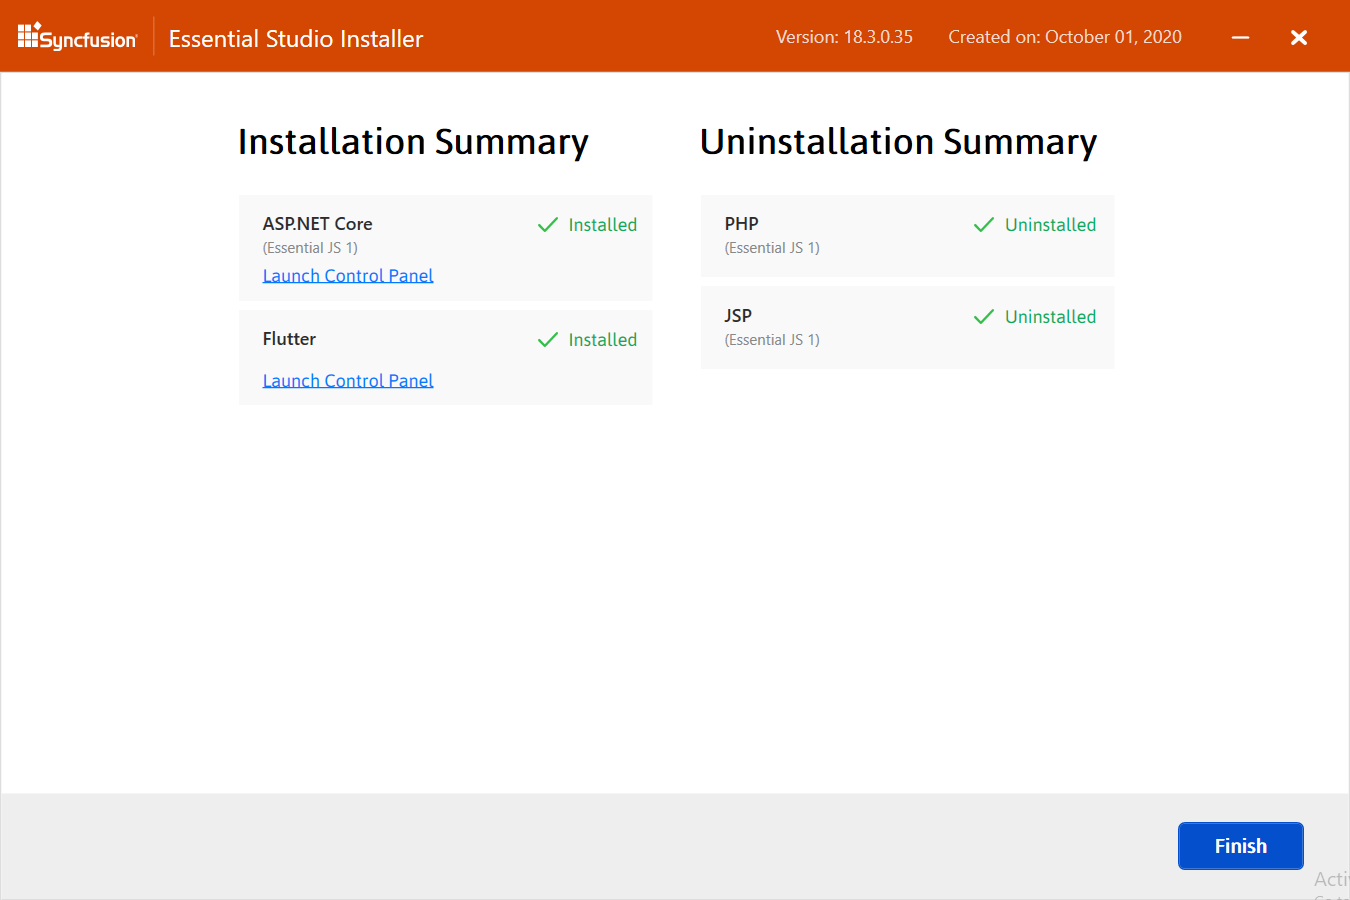 Syncfusion
Essential Studio Installer
Version: 18.3.0.35
Created on: October 01, 2020
Installation Summary
ASP.NET Core
Installed
(Essential JS 1)
Launch Control Panel
Flutter
Installed
Launch Control Panel
Uninstallation Summary
PHP
Uninstalled
(Essential JS 1)
JSP
Uninstalled
(Essential JS 1)
Finish